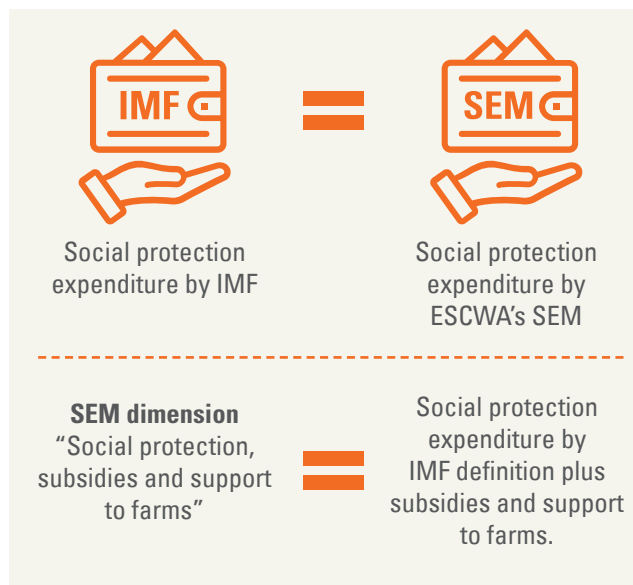 IMF
SEM
Social protection
expenditure by IMF
Social protection
expenditure by
ESCWA's SEM
SEM dimension
“Social protection,
subsidies and support
to farms”
Social protection
expenditure by
IMF definition plus
subsidies and support
to farms.